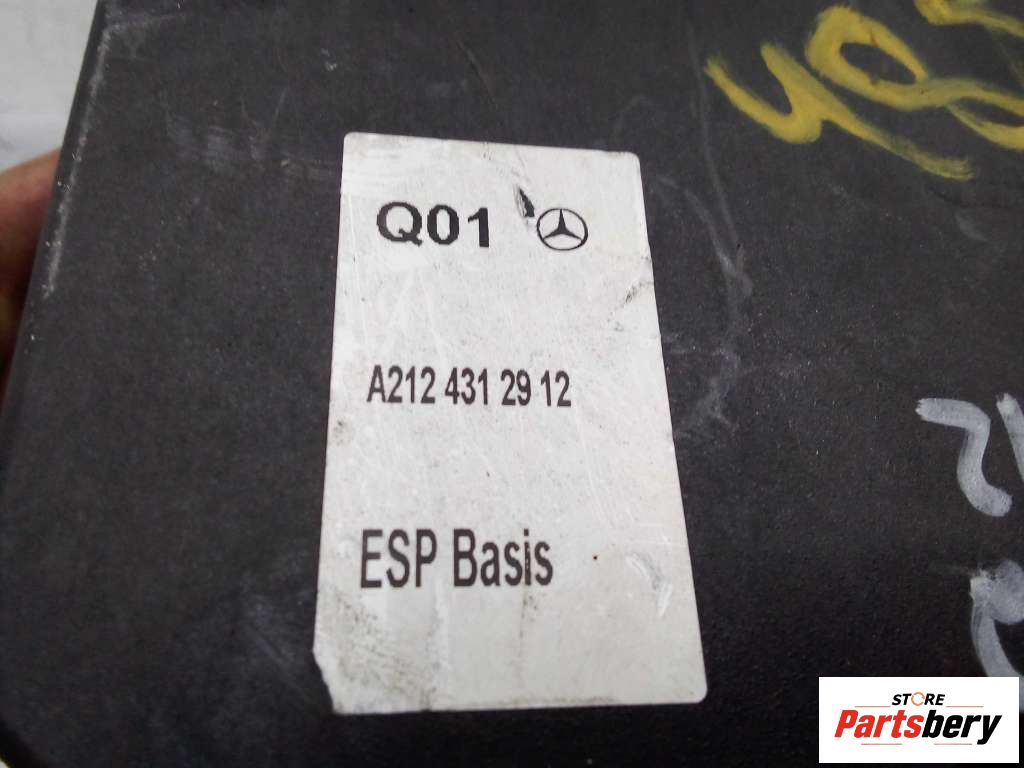 Q01
A212 431 29 12
ESP Basis
STORE
Partsbery